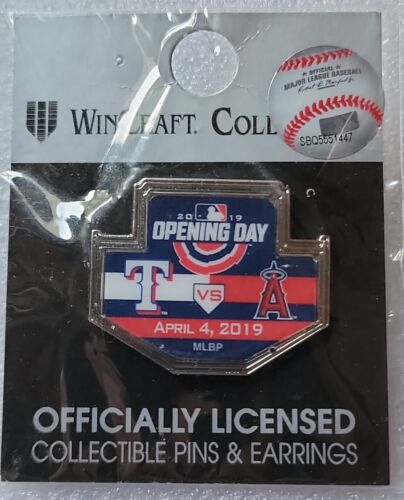 OFFICIAL
MAJOR LEAGUE BASEBALL
SBQ5551447
WINCRAFT. COLL
2019
OPENING DAY
T VS A
APRIL 4, 2019
MLBP
OFFICIALLY LICENSED
COLLECTIBLE PINS & EARRINGS